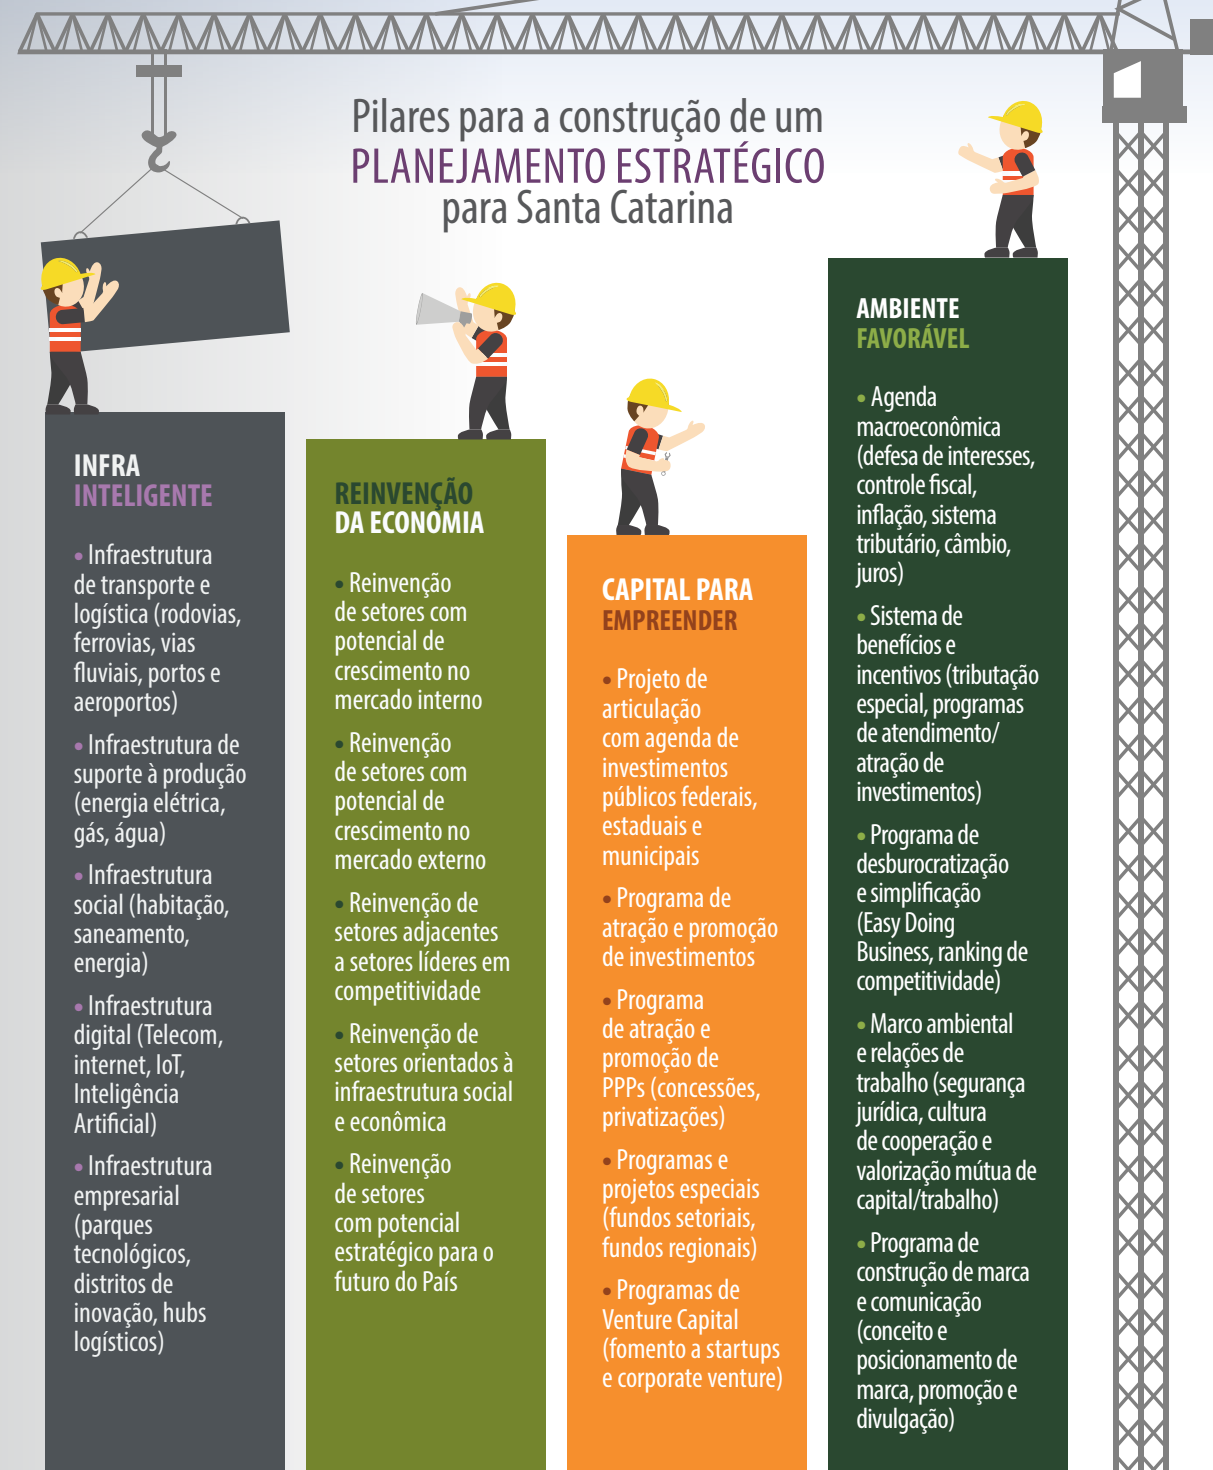 Pilares para a construção de um
PLANEJAMENTO ESTRATÉGICO
para Santa Catarina
INFRA
INTELIGENTE
• Infraestrutura
de transporte e
logística (rodovias,
ferrovias, vias
fluviais, portos e
aeroportos)
• Infraestrutura de
suporte à produção
(energia elétrica,
gás, água)
• Infraestrutura
social (habitação,
saneamento,
energia)
• Infraestrutura
digital (Telecom,
internet, IoT,
Inteligência
Artificial)
• Infraestrutura
empresarial
(parques
tecnológicos,
distritos de
inovação, hubs
logísticos)
REINVENÇÃO
DA ECONOMIA
• Reinvenção
de setores com
potencial de
crescimento no
mercado interno
• Reinvenção
de setores com
potencial de
crescimento no
mercado externo
• Reinvenção de
setores adjacentes
a setores líderes em
competitividade
• Reinvenção de
setores orientados à
infraestrutura social
e econômica
• Reinvenção
de setores
com potencial
estratégico para o
futuro do País
CAPITAL PARA
EMPREENDER
• Projeto de
articulação
com agenda de
investimentos
públicos federais,
estaduais e
municipais
• Programa de
atração e promoção
de investimentos
• Programa
de atração e
promoção de
PPPs (concessões,
privatizações)
• Programas e
projetos especiais
(fundos setoriais,
fundos regionais)
• Programas de
Venture Capital
(fomento a startups
e corporate venture)
AMBIENTE
FAVORÁVEL
• Agenda
macroeconômica
(defesa de interesses,
controle fiscal,
inflação, sistema
tributário, câmbio,
juros)
• Sistema de
benefícios e
incentivos (tributação
especial, programas
de atendimento/
atração de
investimentos)
• Programa de
desburocratização
e simplificação
(Easy Doing
Business, ranking de
competitividade)
• Marco ambiental
e relações de
trabalho (segurança
jurídica, cultura
de cooperação e
valorização mútua de
capital/trabalho)
• Programa de
construção de marca
e comunicação
(conceito e
posicionamento de
marca, promoção e
divulgação)